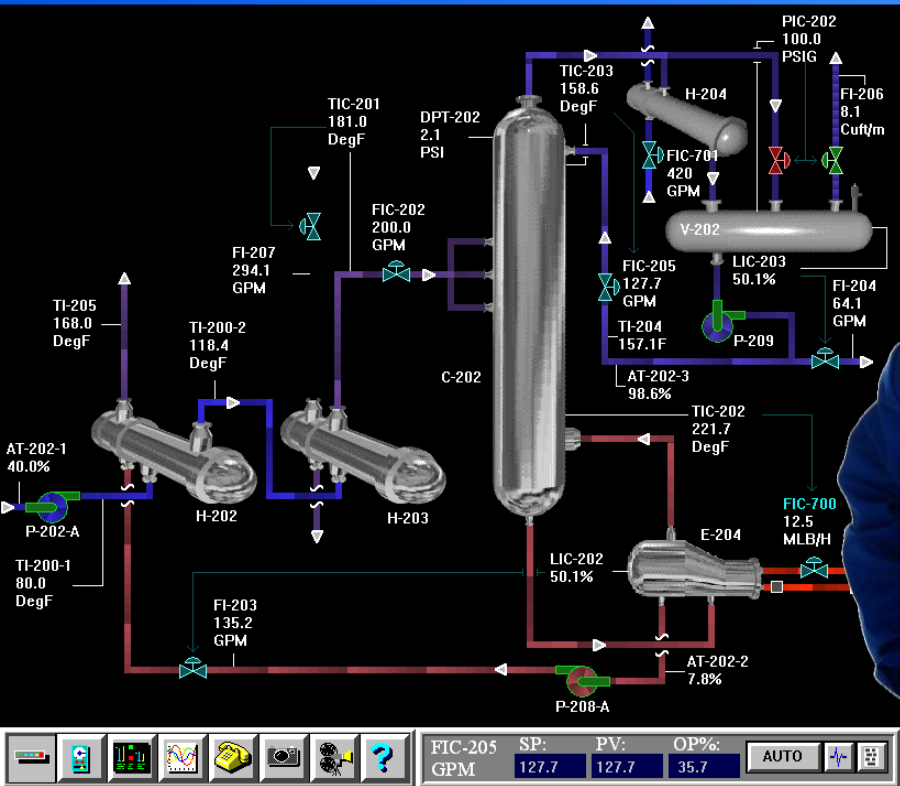 PIC-202
100.0
PSIG
TIC-203
158.6
DegF
H-204
FI-206
8.1
Cuft/m
TIC-201
181.0
DegF
DPT-202
2.1
PSI
FIC-701
420
GPM
FIC-202
200.0
GPM
V-202
FI-207
294.1
GPM
LIC-203
50.1%
FIC-205
127.7
GPM
FI-204
64.1
GPM
TI-205
168.0
DegF
TI-200-2
118.4
DegF
TI-204
157.1F
P-209
C-202
AT-202-3
98.6%
TIC-202
221.7
DegF
AT-202-1
40.0%
H-202
H-203
P-202-A
FIC-700
12.5
MLB/H
E-204
TI-200-1
80.0
DegF
LIC-202
50.1%
FI-203
135.2
GPM
AT-202-2
7.8%
P-208-A
FIC-205
GPM
SP:
127.7
PV:
127.7
OP%:
35.7
AUTO
?